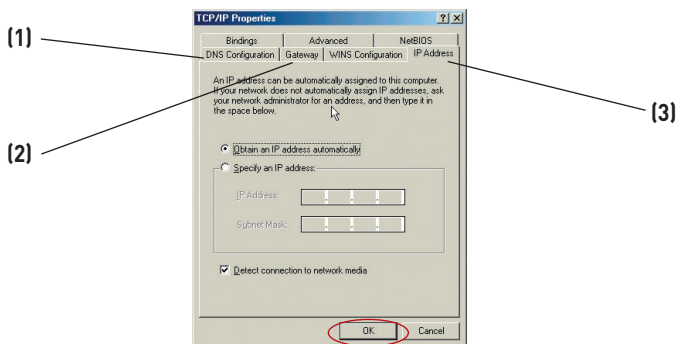 TCP/IP Properties
(1)
Bindings Advanced NetBIOS
DNS Configuration Gateway WINS Configuration IP Address
An IP address can be automatically assigned to this computer.
If your network does not automatically assign IP addresses, ask
your network administrator for an address, and then type it in
the space below.
(3)
(2)
Obtain an IP address automatically
Specify an IP address:
IP Address:
Subnet Mask:
Detect connection to network media
OK Cancel